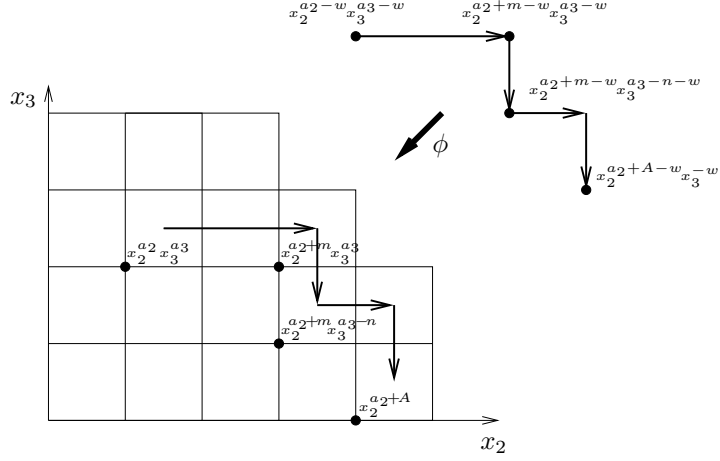 x_2^{a_2-w} x_3^{a_3-w} x_2^{a_2+m-w} x_3^{a_3-w}
x_2^{a_2+m-w} x_3^{a_3-n-w}
x_3
ϕ
x_2^{a_2+A-w} x_3^{-w}
x_2^{a_2} x_3^{a_3} x_2^{a_2+m} x_3^{a_3}
x_2^{a_2+m} x_3^{a_3-n}
x_2^{a_2+A}
x_2